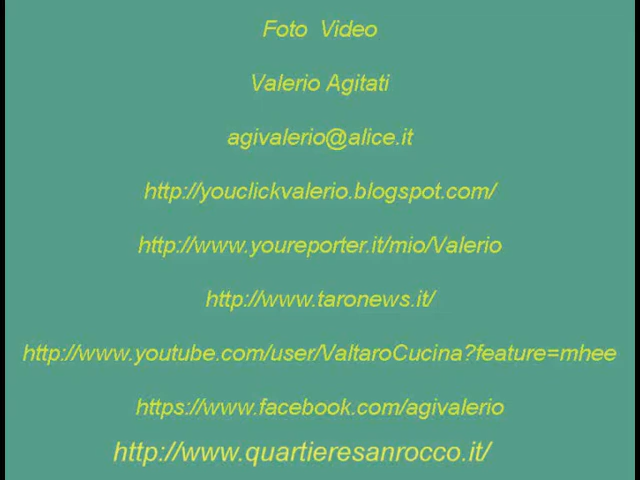 Foto Video
Valerio Agitati
agivalerio@alice.it
http://youclickvalerio.blogspot.com/
http://www.youreporter.it/mio/Valerio
http://www.taronews.it/
http://www.youtube.com/user/ValtaroCucina?feature=mhee
https://www.facebook.com/agivalerio
http://www.quartieresanrocco.it/